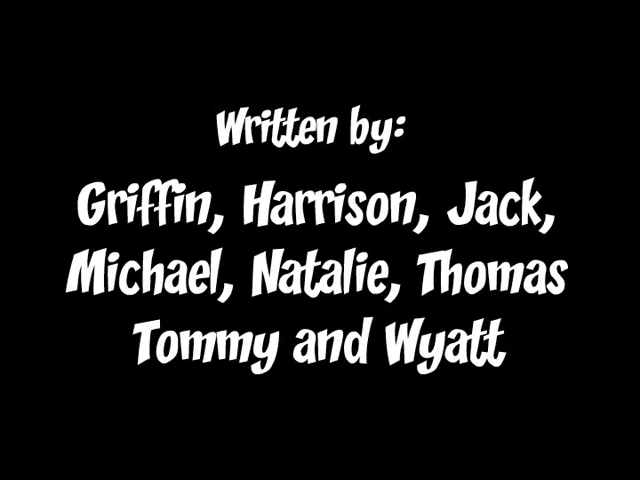 Written by:
Griffin, Harrison, Jack,
Michael, Natalie, Thomas
Tommy and Wyatt